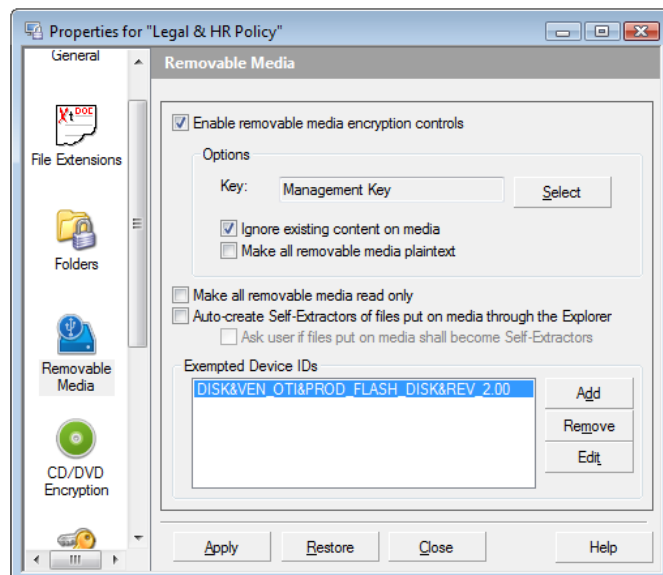 Properties for "Legal & HR Policy"
General
XtDOC
File Extensions
Folders
Removable
Media
CD/DVD
Encryption
Removable Media
Enable removable media encryption controls
Options
Key:
Management Key
Select
Ignore existing content on media
Make all removable media plaintext
Make all removable media read only
Auto-create Self-Extractors of files put on media through the Explorer
Ask user if files put on media shall become Self-Extractors
Exempted Device IDs
DISK&VEN_OTI&PROD_FLASH_DISK&REV_2.00
Add
Remove
Edit
Apply
Restore
Close
Help